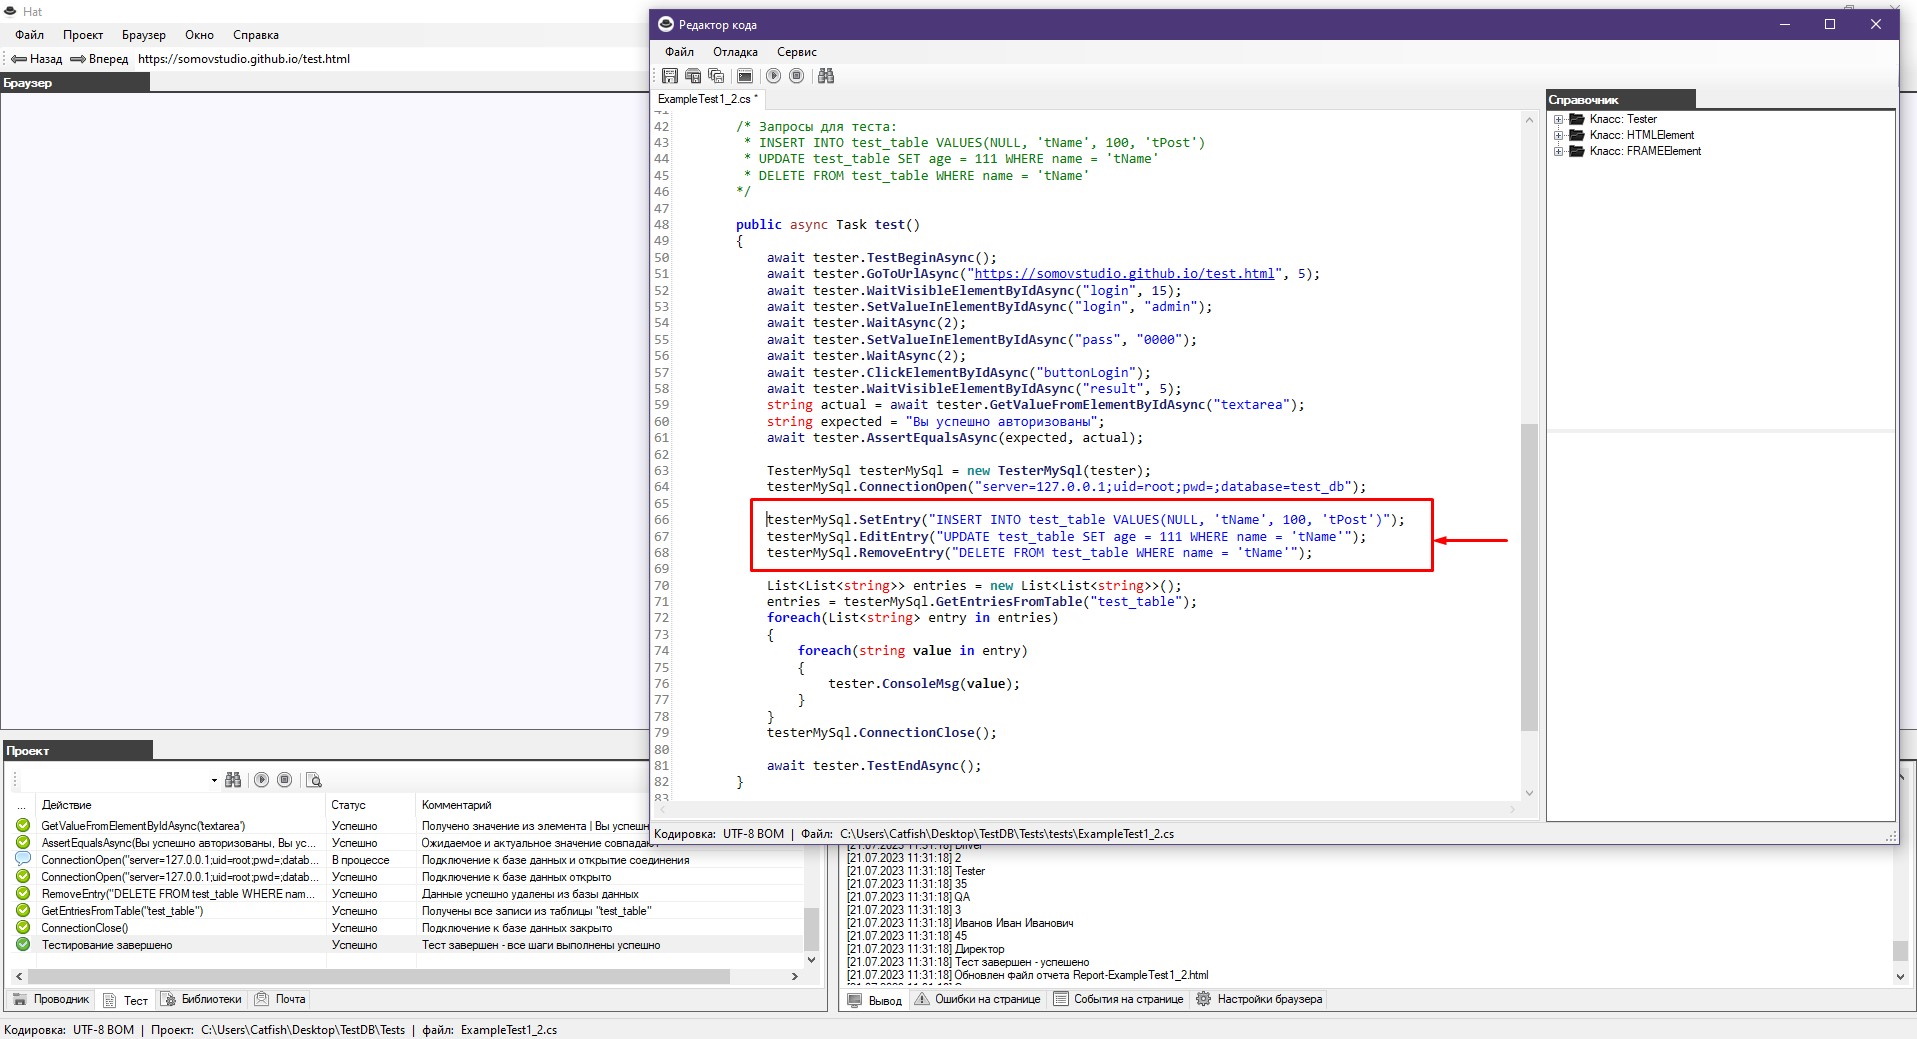 Hat
Файл Проект Браузер Окно Справка
Назад Вперед https://somovstudio.github.io/test.html
Браузер
Редактор кода
Файл Отладка Сервис
ExampleTest1_2.cs *
41
42 /* Запросы для теста:
43 * INSERT INTO test_table VALUES(NULL, 'tName', 100, 'tPost')
44 * UPDATE test_table SET age = 111 WHERE name = 'tName'
45 * DELETE FROM test_table WHERE name = 'tName'
46 */
47
48 public async Task test()
49 {
50 await tester.TestBeginAsync();
51 await tester.GoToUrlAsync("https://somovstudio.github.io/test.html", 5);
52 await tester.WaitVisibleElementByIdAsync("login", 15);
53 await tester.SetValueInElementByIdAsync("login", "admin");
54 await tester.WaitAsync(2);
55 await tester.SetValueInElementByIdAsync("pass", "0000");
56 await tester.WaitAsync(2);
57 await tester.ClickElementByIdAsync("buttonLogin");
58 await tester.WaitVisibleElementByIdAsync("result", 5);
59 string actual = await tester.GetValueFromElementByIdAsync("textarea");
60 string expected = "Вы успешно авторизованы";
61 await tester.AssertEqualsAsync(expected, actual);
62
63 TesterMySql testerMySql = new TesterMySql(tester);
64 testerMySql.ConnectionOpen("server=127.0.0.1;uid=root;pwd=;database=test_db");
65
66 testerMySql.SetEntry("INSERT INTO test_table VALUES(NULL, 'tName', 100, 'tPost')");
67 testerMySql.EditEntry("UPDATE test_table SET age = 111 WHERE name = 'tName'");
68 testerMySql.RemoveEntry("DELETE FROM test_table WHERE name = 'tName'");
69
70 List<List<string>> entries = new List<List<string>>();
71 entries = testerMySql.GetEntriesFromTable("test_table");
72 foreach(List<string> entry in entries)
73 {
74 foreach(string value in entry)
75 {
76 tester.ConsoleMsg(value);
77 }
78 }
79 testerMySql.ConnectionClose();
80
81 await tester.TestEndAsync();
82 }
83
Справочник
Класс: Tester
Класс: HTMLElement
Класс: FRAMEElement
Кодировка: UTF-8 BOM | Файл: C:\Users\Catfish\Desktop\TestDB\Tests\tests\ExampleTest1_2.cs
Проект
... Действие Статус Комментарий
GetValueFromElementByIdAsync('textarea') Успешно Получено значение из элемента | Вы успешн
AssertEqualsAsync(Вы успешно авторизованы, Вы ус... Успешно Ожидаемое и актуальное значение совпадаю
ConnectionOpen("server=127.0.0.1;uid=root;pwd=;datab... В процессе Подключение к базе данных и открытие соединения
ConnectionOpen("server=127.0.0.1;uid=root;pwd=;datab... Успешно Подключение к базе данных открыто
RemoveEntry("DELETE FROM test_table WHERE nam... Успешно Данные успешно удалены из базы данных
GetEntriesFromTable("test_table") Успешно Получены все записи из таблицы "test_table"
ConnectionClose() Успешно Подключение к базе данных закрыто
Тестирование завершено Успешно Тест завершен - все шаги выполнены успешно
Проводник Тест Библиотеки Почта
[21.07.2023 11:31:18] Driver
[21.07.2023 11:31:18] 2
[21.07.2023 11:31:18] Tester
[21.07.2023 11:31:18] 35
[21.07.2023 11:31:18] QA
[21.07.2023 11:31:18] 3
[21.07.2023 11:31:18] Иванов Иван Иванович
[21.07.2023 11:31:18] 45
[21.07.2023 11:31:18] Директор
[21.07.2023 11:31:18] Тест завершен - успешено
[21.07.2023 11:31:18] Обновлен файл отчета Report-ExampleTest1_2.html
Вывод Ошибки на странице События на странице Настройки браузера
Кодировка: UTF-8 BOM | Проект: C:\Users\Catfish\Desktop\TestDB\Tests | файл: ExampleTest1_2.cs